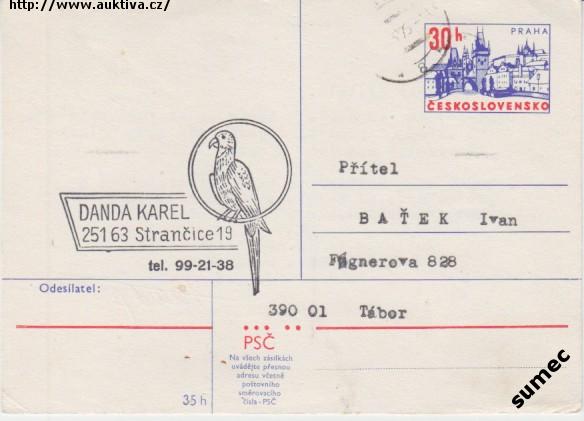 http://www.auktiva.cz/
30h
PRAHA
ČESKOSLOVENSKO
Přítel
BAŤEK Ivan
Fügnerova 828
DANDA KAREL
251 63 Strančice 19
tel. 99-21-38
Odesílatel:
390 01 Tábor
PSČ
Na všech zásilkách
uvádějte přesnou
adresu včetně
poštovního
směrovacího
čísla - PSČ
35 h
sumec